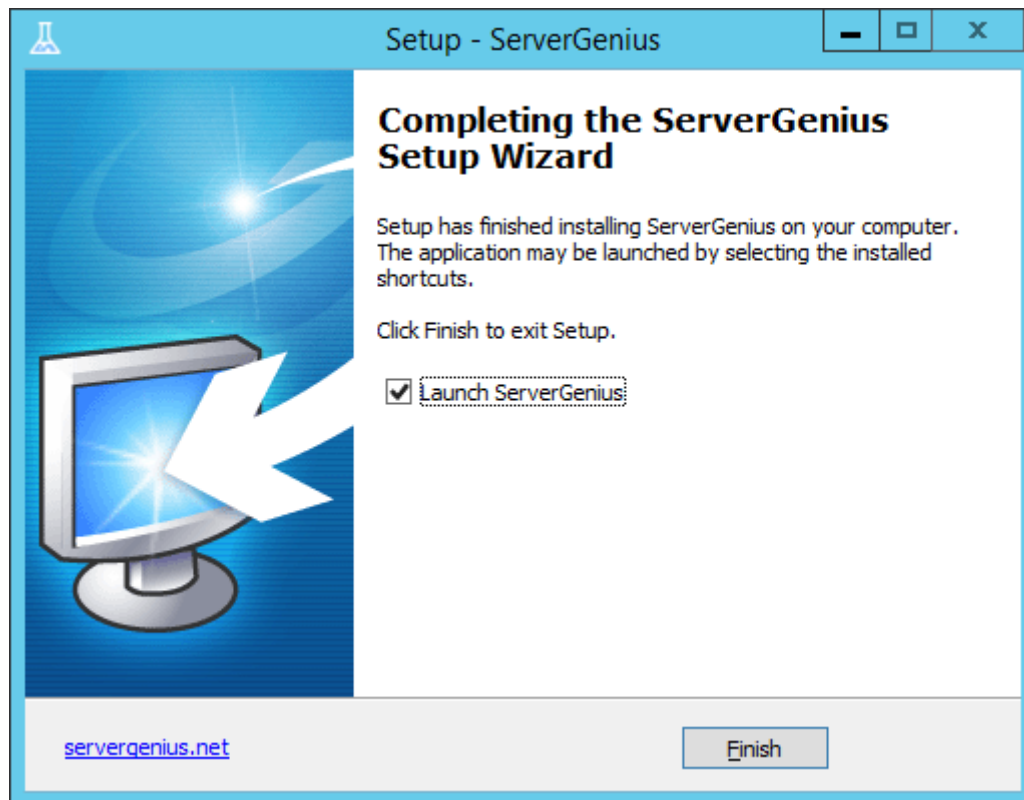 Setup - ServerGenius
Completing the ServerGenius
Setup Wizard
Setup has finished installing ServerGenius on your computer.
The application may be launched by selecting the installed
shortcuts.
Click Finish to exit Setup.
Launch ServerGenius
servergenius.net
Finish